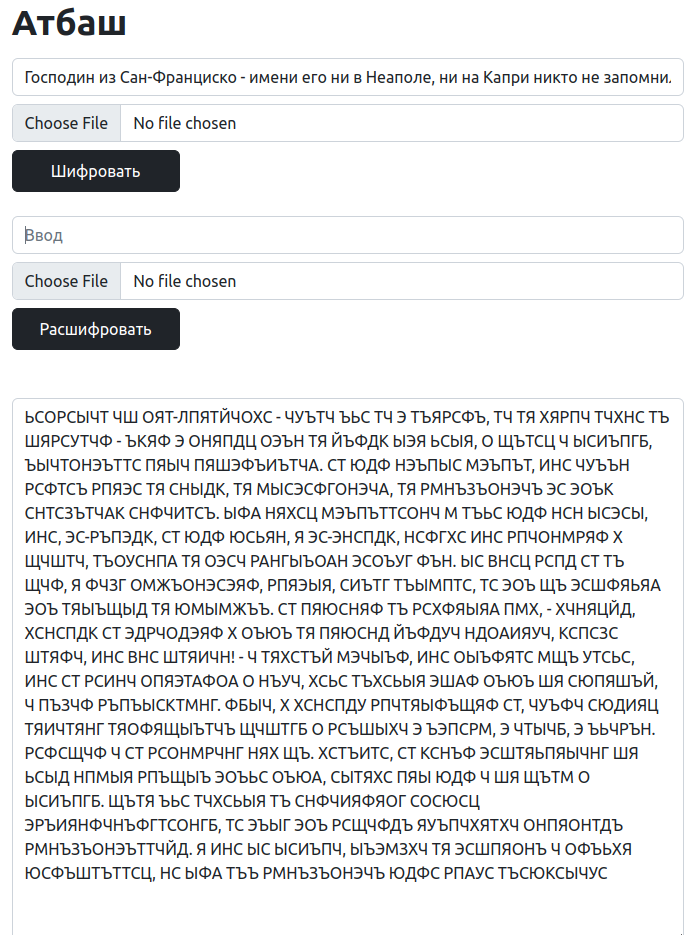 Атбаш
Господин из Сан-Франциско - имени его ни в Неаполе, ни на Капри никто не запомнил
Choose File No file chosen
Шифровать
Ввод
Choose File No file chosen
Расшифровать
ЬСОРСЫЧТ ЧШ ОЯТ-ЛПЯТЙЧОХС - ЧУЪТЧ ЪЬС ТЧ Э ТЪЯРСФЪ, ТЧ ТЯ ХЯРПЧ ТЧХНС ТЪ
ШЯРСУТЧФ - ЪКЯФ Э ОНЯПДЦ ОЭЪН ТЯ ЙЪФДК ЫЭЯ ЬСЫЯ, О ЩЪТСЦ Ч ЫСИЪПГБ,
ЪЫЧТОНЭЪТТС ПЯЫЧ ПЯШЭФЪИЪТЧА. СТ ЮДФ НЭЪПЫС МЭЪПЪТ, ИНС ЧУЪЪН
РСФТСЪ РПЯЭС ТЯ СНЫДК, ТЯ МЫСЭСФГОНЭЧА, ТЯ РМНЪЗЪОНЭЧЪ ЭС ЭОЪК
СНТСЗЪТЧАК СНФЧИТСЪ. ЫФА НЯХСЦ МЭЪПЪТТСОНЧ М ТЪЬС ЮДФ НСН ЫСЭСЫ,
ИНС, ЭС-РЪПЭДК, СТ ЮДФ ЮСЬЯН, Я ЭС-ЭНСПДК, НСФГХС ИНС РПЧОНМРЯФ Х
ЩЧШТЧ, ТЪОУСНПА ТЯ ОЭСЧ РАНГЫЪОАН ЭСОЪУГ ФЪН. ЫС ВНСЦ РСПД СТ ТЪ
ЩЧФ, Я ФЧЗГ ОМЖЪОНЭСЭЯФ, РПЯЭЫЯ, СИЪТГ ТЪЫМПТС, ТС ЭОЪ ЩЪ ЭСШФЯЬЯА
ЭОЪ ТЯЫЪЩЫД ТЯ ЮМЫМЖЪЪ. СТ ПЯЮСНЯФ ТЪ РСХФЯЫЯА ПМХ, - ХЧНЯЦЙД,
ХСНСПДК СТ ЭДРЧОДЭЯФ Х ОЪЮЪ ТЯ ПЯЮСНД ЙЪФДУЧ НДОАИЯУЧ, КСПСЗС
ШТЯФЧ, ИНС ВНС ШТЯИЧН! - Ч ТЯХСТЪЙ МЭЧЫЪФ, ИНС ОЫЪФЯТС МЩЪ УТСЬС,
ИНС СТ РСИНЧ ОПЯЭТАФОА О НЪУЧ, ХСЬС ТЪХСЬЫЯ ЭШАФ ОЪЮЪ ШЯ СЮПЯШЪЙ,
Ч ПЪЗЧФ РЪПЪЫСКТМНГ. ФБЫЧ, Х ХСНСПДУ РПЧТЯЫФЪЩЯФ СТ, ЧУЪФЧ СЮДИЯЦ
ТЯИЧТЯНГ ТЯОФЯЩЫЪТЧЪ ЩЧШТГБ О РСЪШЫХЧ Э ЪЭПСРМ, Э ЧТЫЧБ, Э ЪЬЧРЪН.
РСФСЩЧФ Ч СТ РСОНМРЧНГ НЯХ ЩЪ. ХСТЪИТС, СТ КСНЪФ ЭСШТЯЬПЯЫЧНГ ШЯ
ЬСЫД НПМЫЯ РПЪЩЫЪ ЭОЪЬС ОЪЮА, СЫТЯХС ПЯЫ ЮДФ Ч ШЯ ЩЪТМ О
ЫСИЪПГБ. ЩЪТЯ ЪЬС ТЧХСЬЫЯ ТЪ СНФЧИЯФЯОГ СОСЮСЦ
ЭРЪИЯНФЧНЪФГТСОНГБ, ТС ЭЪЫГ ЭОЪ РСЩЧФДЪ ЯУЪПЧХЯТХЧ ОНПЯОНТДЪ
РМНЪЗЪОНЭЪТТЧЙД. Я ИНС ЫС ЫСИЪПЧ, ЫЪЭМЗХЧ ТЯ ЭСШПЯОНЪ Ч ОФЪЬХЯ
ЮСФЪШТЪТТСЦ, НС ЫФА ТЪЪ РМНЪЗЪОНЭЧЪ ЮДФС РПАУС ТЪСЮКСЫЧУС